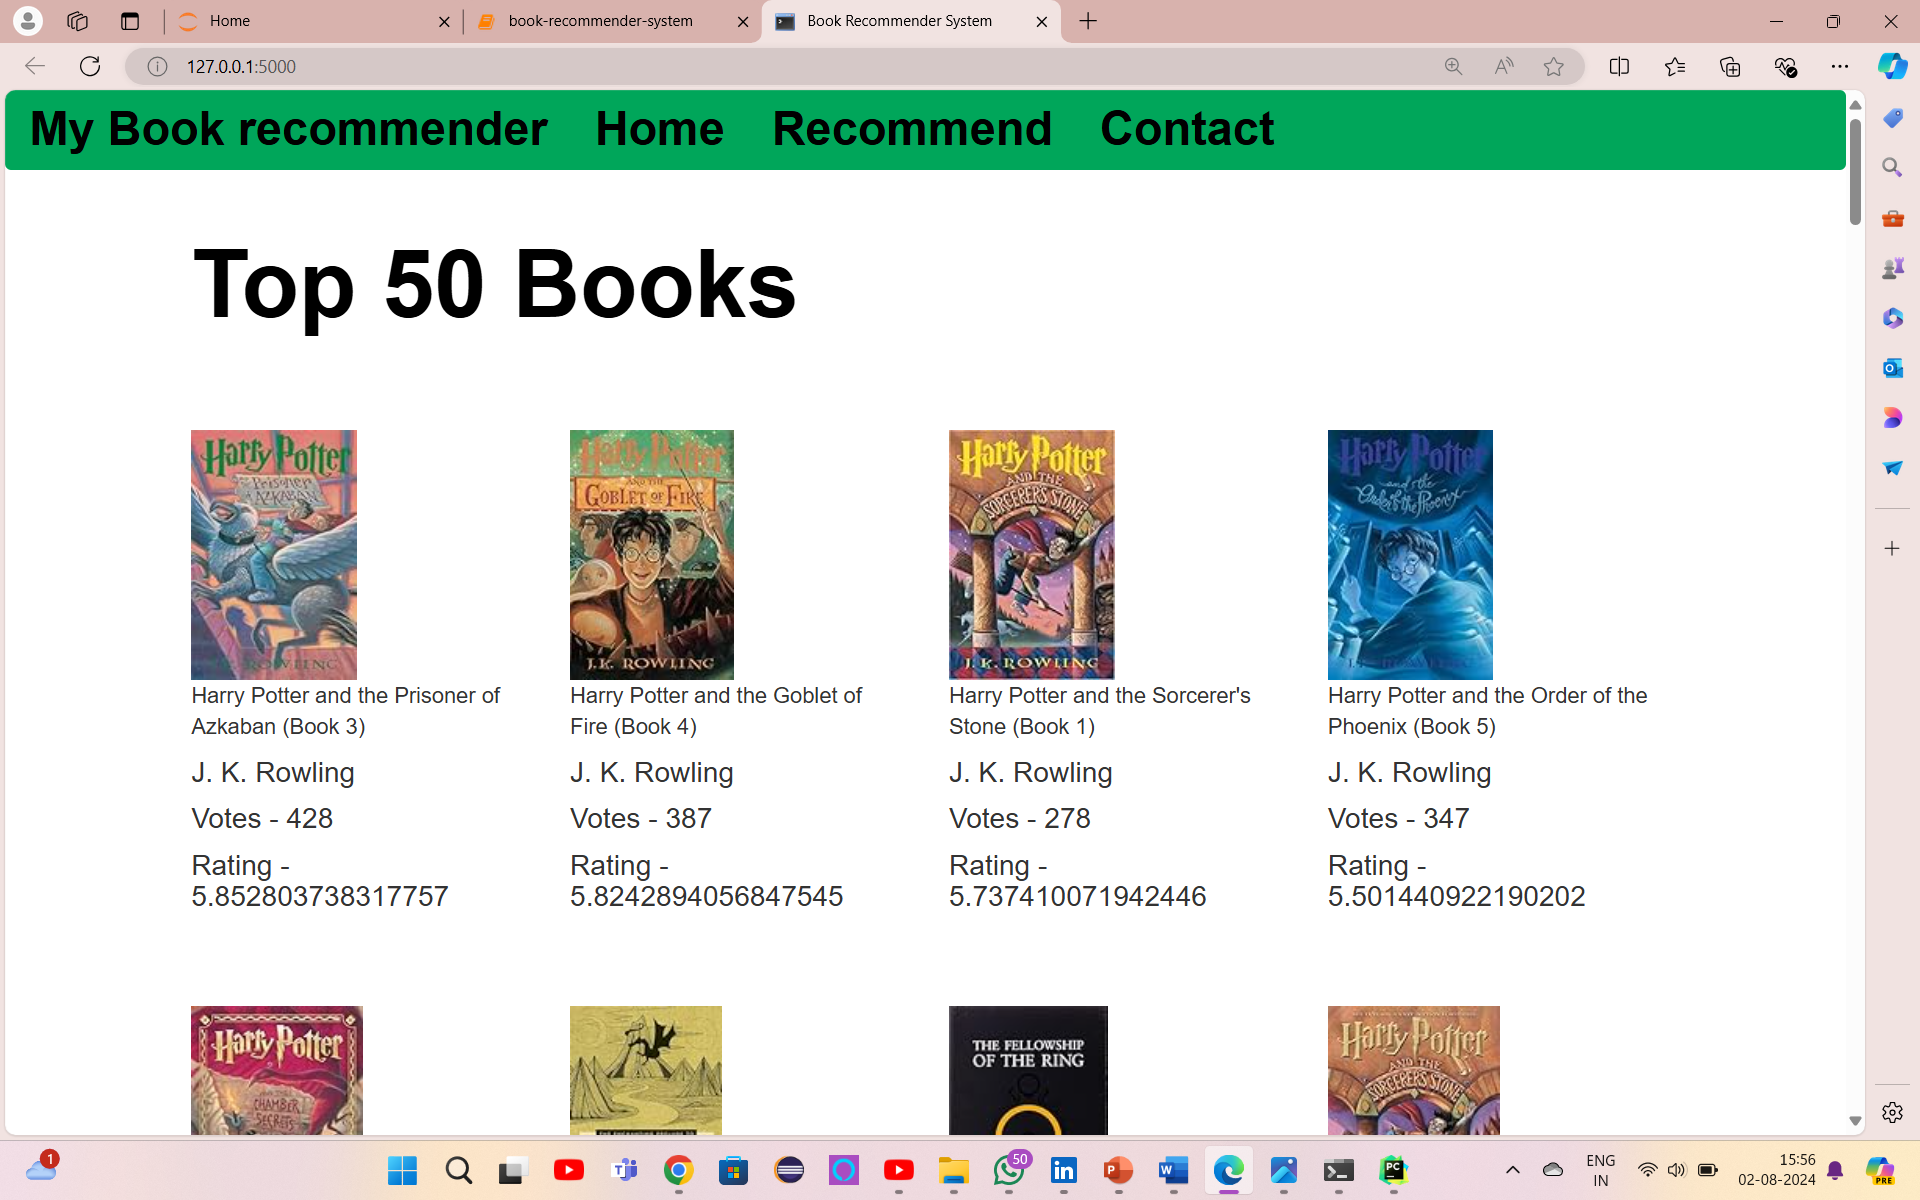 Home
book-recommender-system
Book Recommender System
127.0.0.1:5000
My Book recommender Home Recommend Contact
Top 50 Books
Harry Potter
Prisoner
of AZKABAN
J.K. ROWLING
Harry Potter
AND THE
GOBLET OF FIRE
J.K. ROWLING
Harry Potter
AND THE
SORCERER'S STONE
J.K. ROWLING
Harry Potter
and the
Order of the Phoenix
Harry Potter and the Prisoner of
Azkaban (Book 3)
J. K. Rowling
Votes - 428
Rating -
5.852803738317757
Harry Potter and the Goblet of
Fire (Book 4)
J. K. Rowling
Votes - 387
Rating -
5.8242894056847545
Harry Potter and the Sorcerer's
Stone (Book 1)
J. K. Rowling
Votes - 278
Rating -
5.737410071942446
Harry Potter and the Order of the
Phoenix (Book 5)
J. K. Rowling
Votes - 347
Rating -
5.501440922190202
Harry Potter
CHAMBER
SECRETS
THE FELLOWSHIP
OF THE RING
Harry Potter
AND THE
SORCERER'S STONE
1
50
ENG
IN
15:56
02-08-2024
PRE